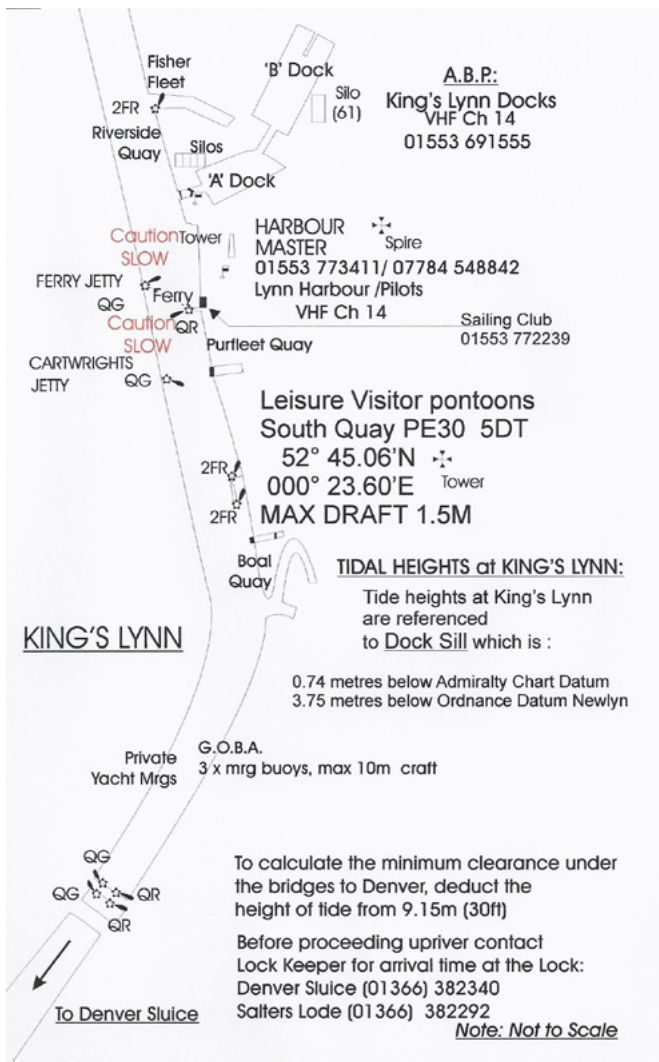 Fisher
Fleet
'B' Dock
A.B.P.:
King's Lynn Docks
VHF Ch 14
01553 691555
2FR
Silo
(61)
Riverside
Quay
Silos
'A' Dock
Caution
SLOW
Tower
HARBOUR
MASTER
Spire
01553 773411/ 07784 548842
Lynn Harbour /Pilots
VHF Ch 14
FERRY JETTY
QG
Ferry
QR
Caution
SLOW
Sailing Club
01553 772239
Purfleet Quay
CARTWRIGHTS
JETTY
QG
Leisure Visitor pontoons
South Quay PE30 5DT
52° 45.06'N
000° 23.60'E
Tower
MAX DRAFT 1.5M
2FR
2FR
Boal
Quay
TIDAL HEIGHTS at KING'S LYNN:
Tide heights at King's Lynn
are referenced
to Dock Sill which is :
0.74 metres below Admiralty Chart Datum
3.75 metres below Ordnance Datum Newlyn
KING'S LYNN
Private
Yacht Mrgs
G.O.B.A.
3 x mrg buoys, max 10m craft
QG
QG
QR
QR
To calculate the minimum clearance under
the bridges to Denver, deduct the
height of tide from 9.15m (30ft)
Before proceeding upriver contact
Lock Keeper for arrival time at the Lock:
Denver Sluice (01366) 382340
Salters Lode (01366) 382292
To Denver Sluice
Note: Not to Scale